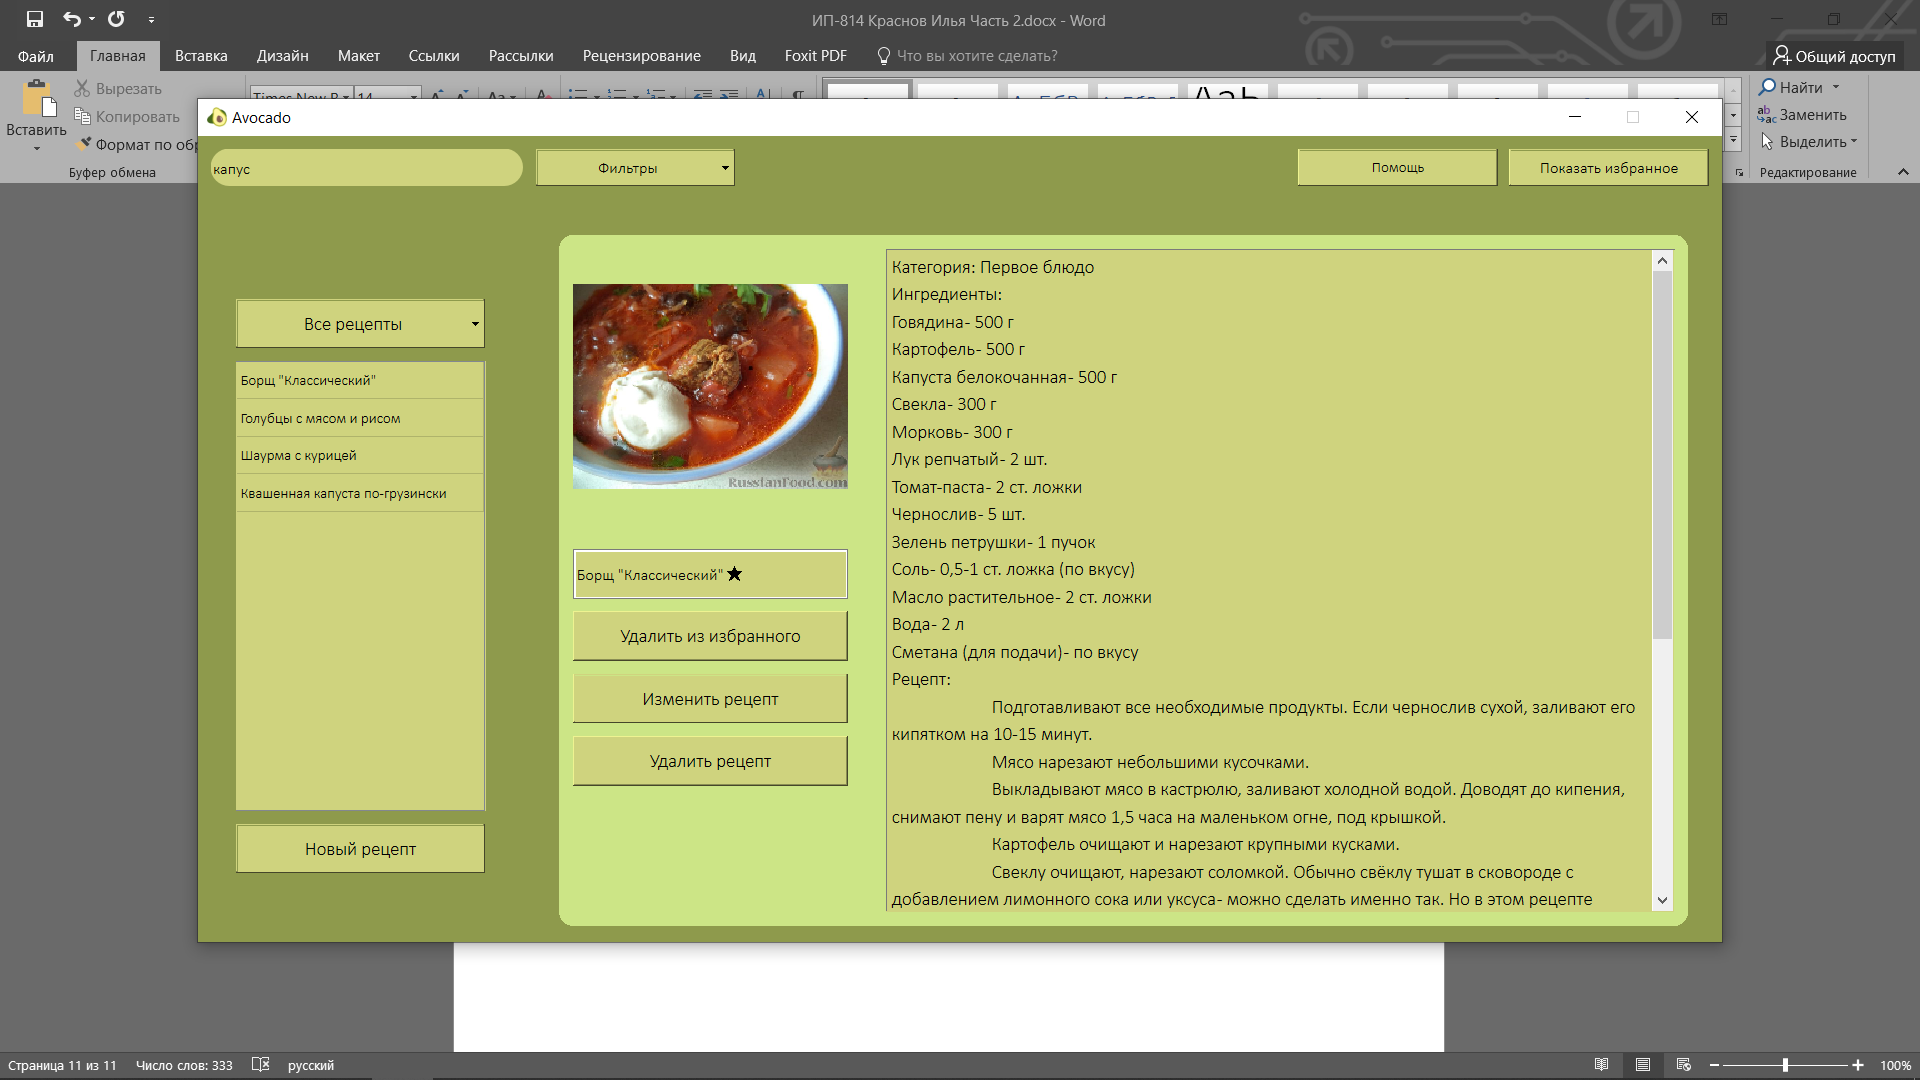 ИП-814 Краснов Илья Часть 2.docx - Word
Файл
Главная
Вставка
Дизайн
Макет
Ссылки
Рассылки
Рецензирование
Вид
Foxit PDF
Что вы хотите сделать?
Общий доступ
Вставить
Вырезать
Копировать
Формат по обр
Буфер обмена
Times New
14
Найти
Заменить
Выделить
Редактирование
Avocado
капус
Фильтры
Помощь
Показать избранное
Все рецепты
Борщ "Классический"
Голубцы с мясом и рисом
Шаурма с курицей
Квашенная капуста по-грузински
Новый рецепт
RussianFood.com
Борщ "Классический" ★
Удалить из избранного
Изменить рецепт
Удалить рецепт
Категория: Первое блюдо
Ингредиенты:
Говядина- 500 г
Картофель- 500 г
Капуста белокочанная- 500 г
Свекла- 300 г
Морковь- 300 г
Лук репчатый- 2 шт.
Томат-паста- 2 ст. ложки
Чернослив- 5 шт.
Зелень петрушки- 1 пучок
Соль- 0,5-1 ст. ложка (по вкусу)
Масло растительное- 2 ст. ложки
Вода- 2 л
Сметана (для подачи)- по вкусу
Рецепт:
Подготавливают все необходимые продукты. Если чернослив сухой, заливают его
кипятком на 10-15 минут.
Мясо нарезают небольшими кусочками.
Выкладывают мясо в кастрюлю, заливают холодной водой. Доводят до кипения,
снимают пену и варят мясо 1,5 часа на маленьком огне, под крышкой.
Картофель очищают и нарезают крупными кусками.
Свеклу очищают, нарезают соломкой. Обычно свёклу тушат в сковороде с
добавлением лимонного сока или уксуса- можно сделать именно так. Но в этом рецепте
Страница 11 из 11
Число слов: 333
русский
100%